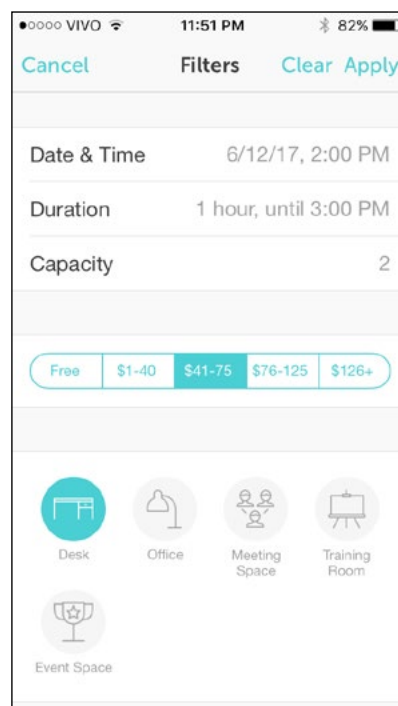 VIVO 11:51 PM 82%
Cancel Filters Clear Apply
Date & Time 6/12/17, 2:00 PM
Duration 1 hour, until 3:00 PM
Capacity 2
Free $1-40 $41-75 $76-125 $126+
Desk Office Meeting Space Training Room
Event Space